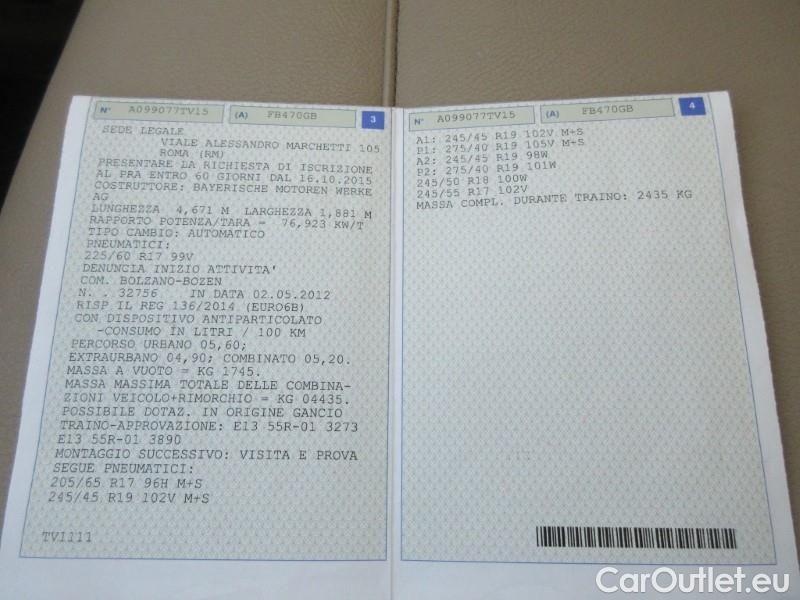 N° A099077TV15 (A) FB470GB 3
SEDE LEGALE
VIALE ALESSANDRO MARCHETTI 105
ROMA (RM)
PRESENTARE LA RICHIESTA DI ISCRIZIONE
AL PRA ENTRO 60 GIORNI DAL 16.10.2015
COSTRUTTORE: BAYERISCHE MOTOREN WERKE
AG
LUNGHEZZA 4,671 M LARGHEZZA 1,881 M
RAPPORTO POTENZA/TARA = 76,923 KW/T
TIPO CAMBIO: AUTOMATICO
PNEUMATICI:
225/60 R17 99V
DENUNCIA INIZIO ATTIVITA'
COM. BOLZANO-BOZEN
N. . 32756 IN DATA 02.05.2012
RISP IL REG 136/2014 (EURO6B)
CON DISPOSITIVO ANTIPARTICOLATO
-CONSUMO IN LITRI / 100 KM
PERCORSO URBANO 05,60;
EXTRAURBANO 04,90; COMBINATO 05,20.
MASSA A VUOTO = KG 1745.
MASSA MASSIMA TOTALE DELLE COMBINA-
ZIONI VEICOLO+RIMORCHIO = KG 04435.
POSSIBILE DOTAZ. IN ORIGINE GANCIO
TRAINO-APPROVAZIONE: E13 55R-01 3273
E13 55R-01 3890
MONTAGGIO SUCCESSIVO: VISITA E PROVA
SEGUE PNEUMATICI:
205/65 R17 96H M+S
245/45 R19 102V M+S
TV1111
N° A099077TV15 (A) FB470GB 4
A1: 245/45 R19 102V M+S
P1: 275/40 R19 105V M+S
A2: 245/45 R19 98W
P2: 275/40 R19 101W
245/50 R18 100W
245/55 R17 102V
MASSA COMPL. DURANTE TRAINO: 2435 KG
CarOutlet.eu